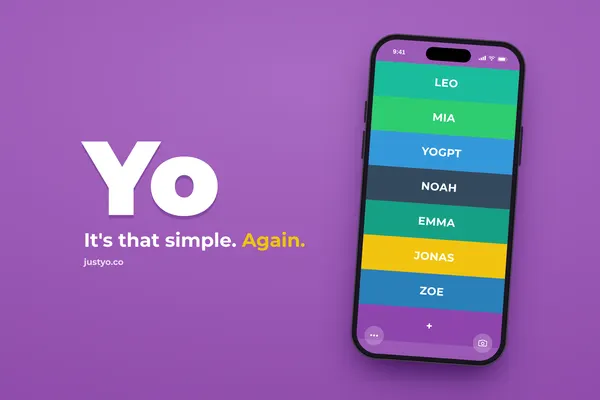 Yo
It's that simple. Again.
justyo.co
9:41
LEO
MIA
YOGPT
NOAH
EMMA
JONAS
ZOE
+